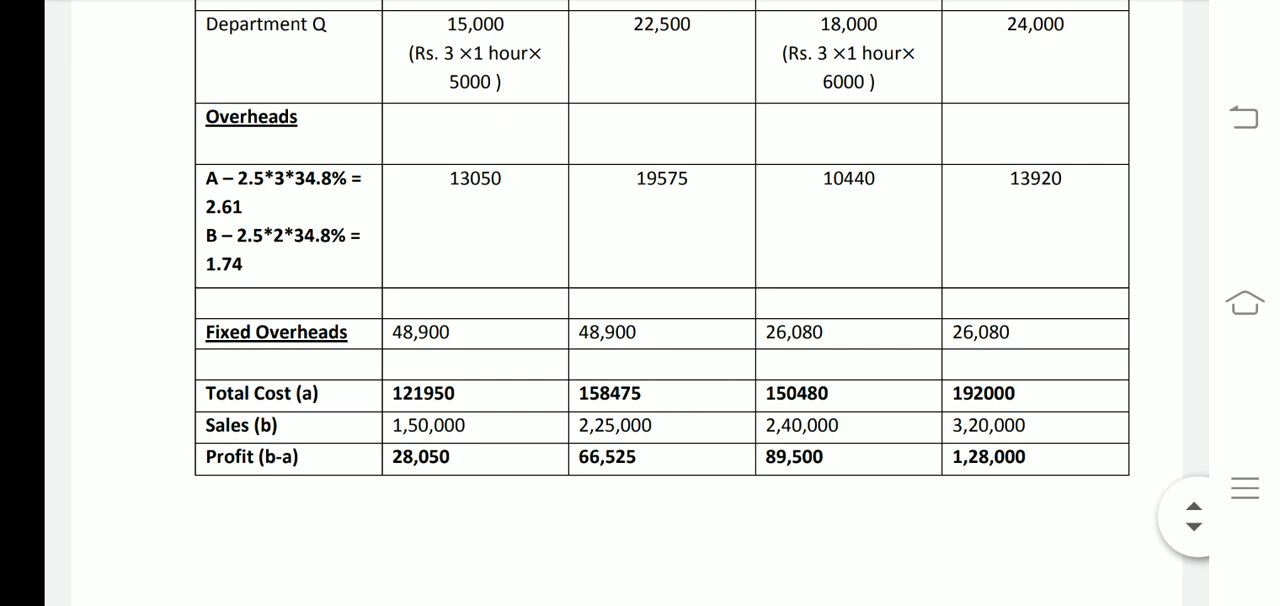 Department Q 15,000 22,500 18,000 24,000
(Rs. 3 ×1 hour× (Rs. 3 ×1 hour×
5000 ) 6000 )
Overheads
A – 2.5*3*34.8% = 13050 19575 10440 13920
2.61
B – 2.5*2*34.8% =
1.74
Fixed Overheads 48,900 48,900 26,080 26,080
Total Cost (a) 121950 158475 150480 192000
Sales (b) 1,50,000 2,25,000 2,40,000 3,20,000
Profit (b-a) 28,050 66,525 89,500 1,28,000